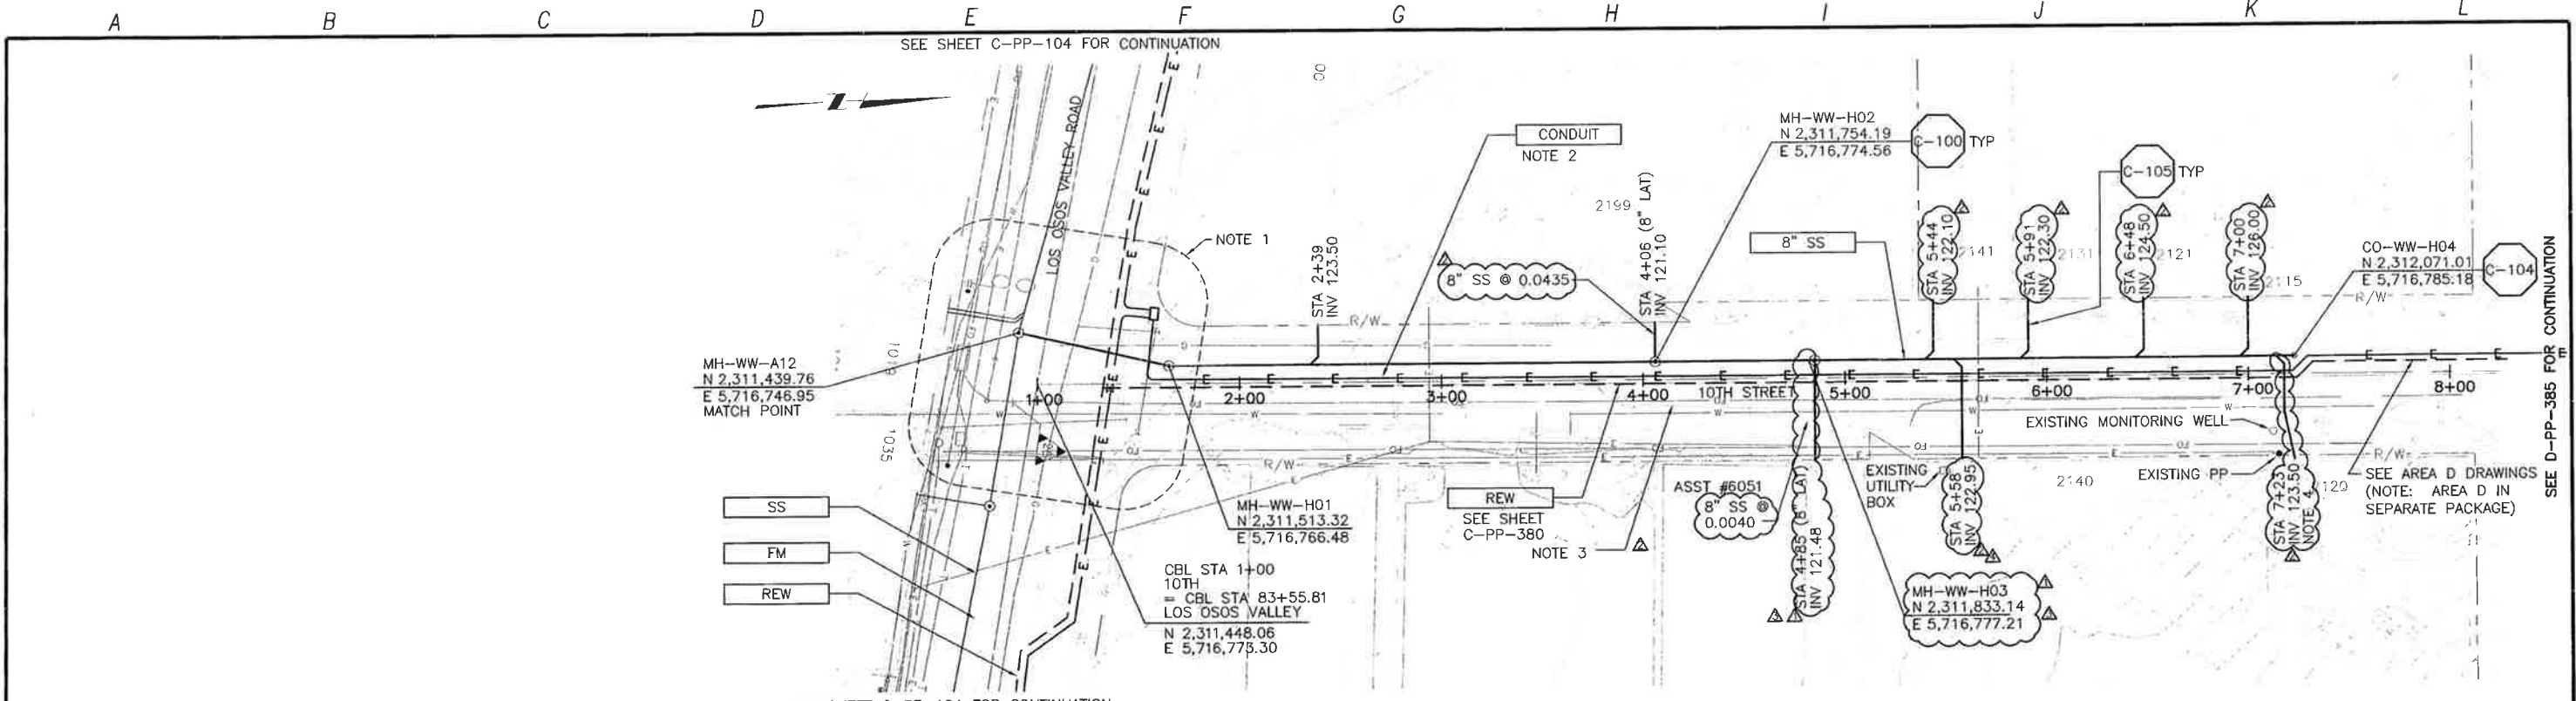 A B C D E F G H I J K L
SEE SHEET C-PP-104 FOR CONTINUATION
LOS OSOS VALLEY ROAD
NOTE 1
CONDUIT
NOTE 2
2199
MH-WW-H02
N 2,311,754.19
E 5,716,774.56
C-100 TYP
C-105 TYP
STA 2+39
INV 123.50
8" SS @ 0.0435
STA 4+06 (8" LAT)
INV 121.10
8" SS
STA 5+44
INV 122.10
2141
STA 5+91
INV 122.30
2131
STA 6+48
INV 124.50
2121
STA 7+00
INV 126.00
2115
CO-WW-H04
N 2,312,071.01
E 5,716,785.18
C-104
R/W
R/W
SEE D-PP-385 FOR CONTINUATION
MH-WW-A12
N 2,311,439.76
E 5,716,746.95
MATCH POINT
1035
1+00
2+00
3+00
4+00
10TH STREET
5+00
6+00
7+00
8+00
EXISTING MONITORING WELL
EXISTING PP
R/W
R/W
SEE AREA D DRAWINGS
(NOTE: AREA D IN
SEPARATE PACKAGE)
SS
FM
REW
MH-WW-H01
N 2,311,513.32
E 5,716,766.48
CBL STA 1+00
10TH
= CBL STA 83+55.81
LOS OSOS VALLEY
N 2,311,448.06
E 5,716,773.30
REW
SEE SHEET
C-PP-380
NOTE 3
ASST #6051
8" SS @
0.0040
STA 4+85 (8" LAT)
INV 121.48
EXISTING
UTILITY
BOX
STA 5+58
INV 122.95
2140
MH-WW-H03
N 2,311,833.14
E 5,716,777.21
STA 7+23
INV 123.50
NOTE 4